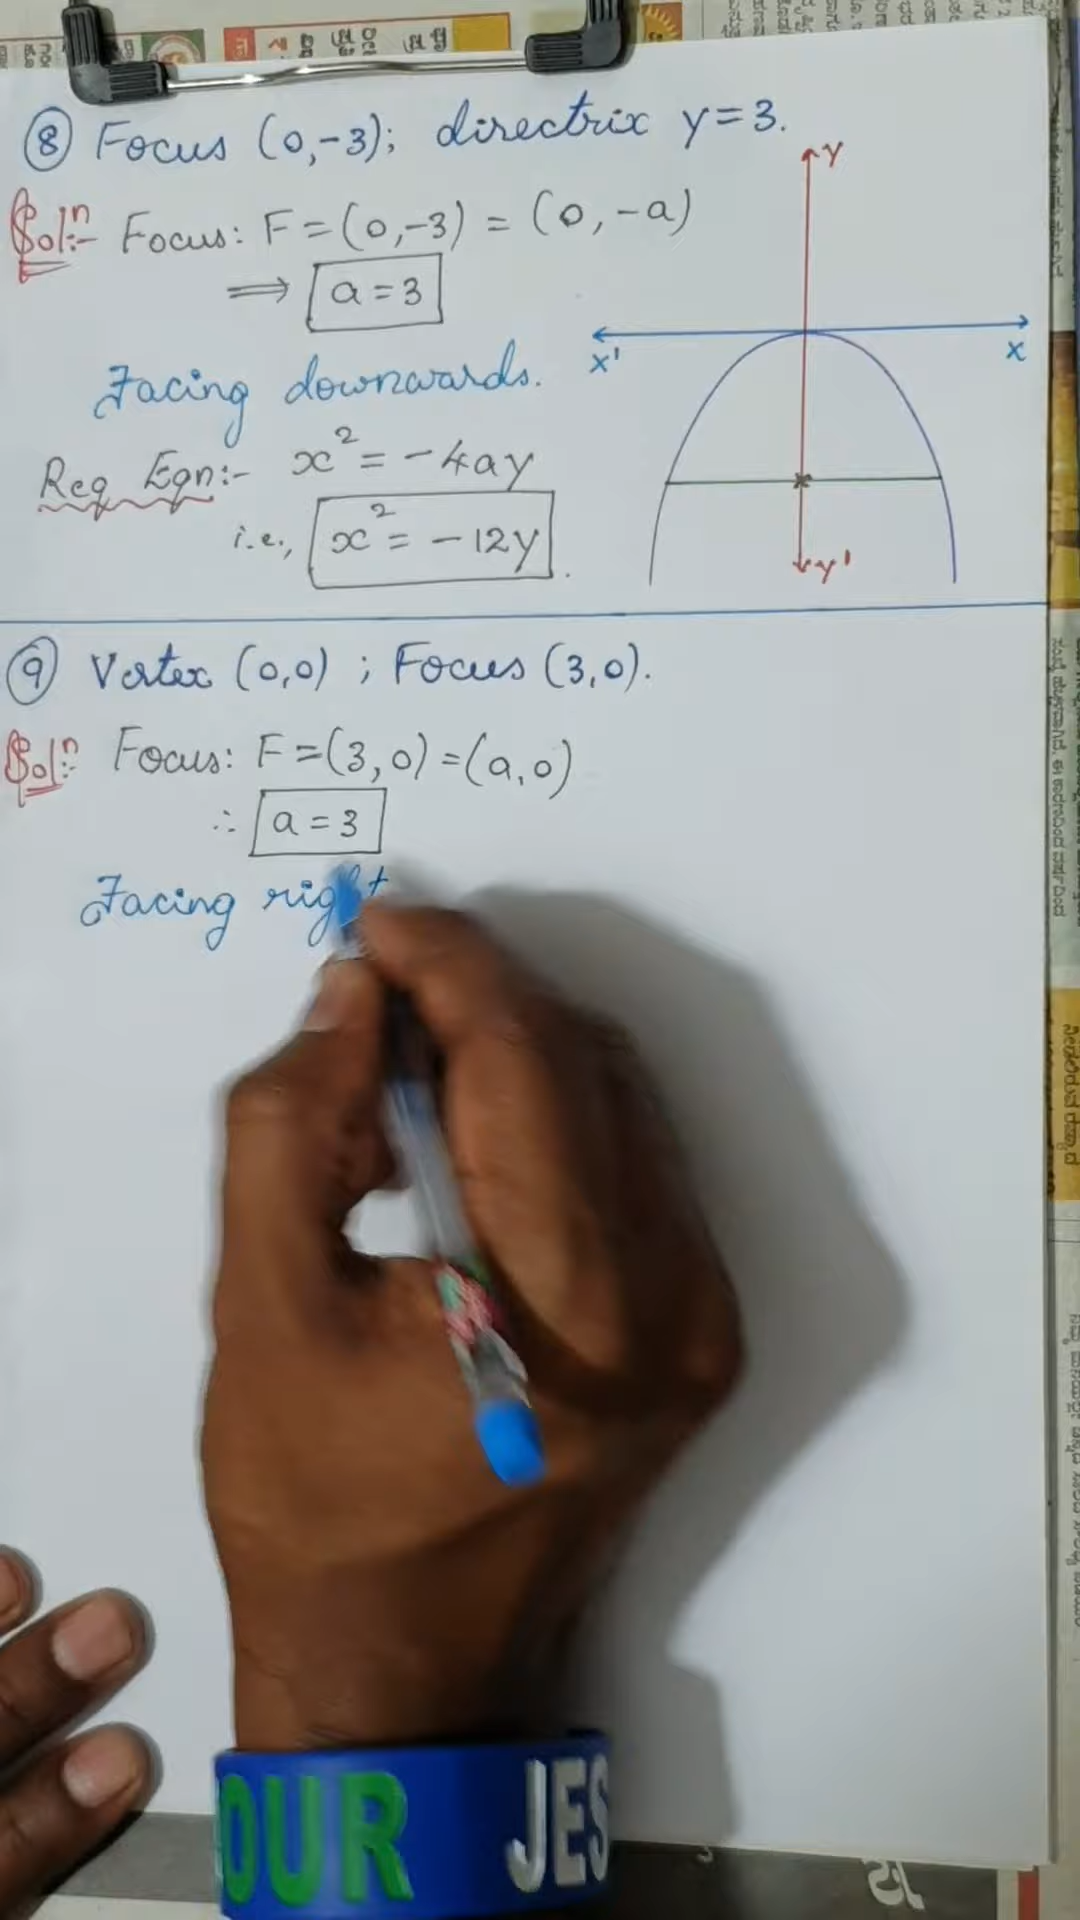 ⑧ Focus (0,-3); directrix y=3.
Solⁿ:- Focus: F=(0,-3) = (0,-a)
⟹ a=3
Facing downwards.
Req Eqn:- x² = -4ay
i.e., x² = -12y.
Y
X' X
Y'
⑨ Vertex (0,0) ; Focus (3,0).
Solⁿ: Focus: F=(3,0)=(a,0)
∴ a=3
Facing right
OUR JES